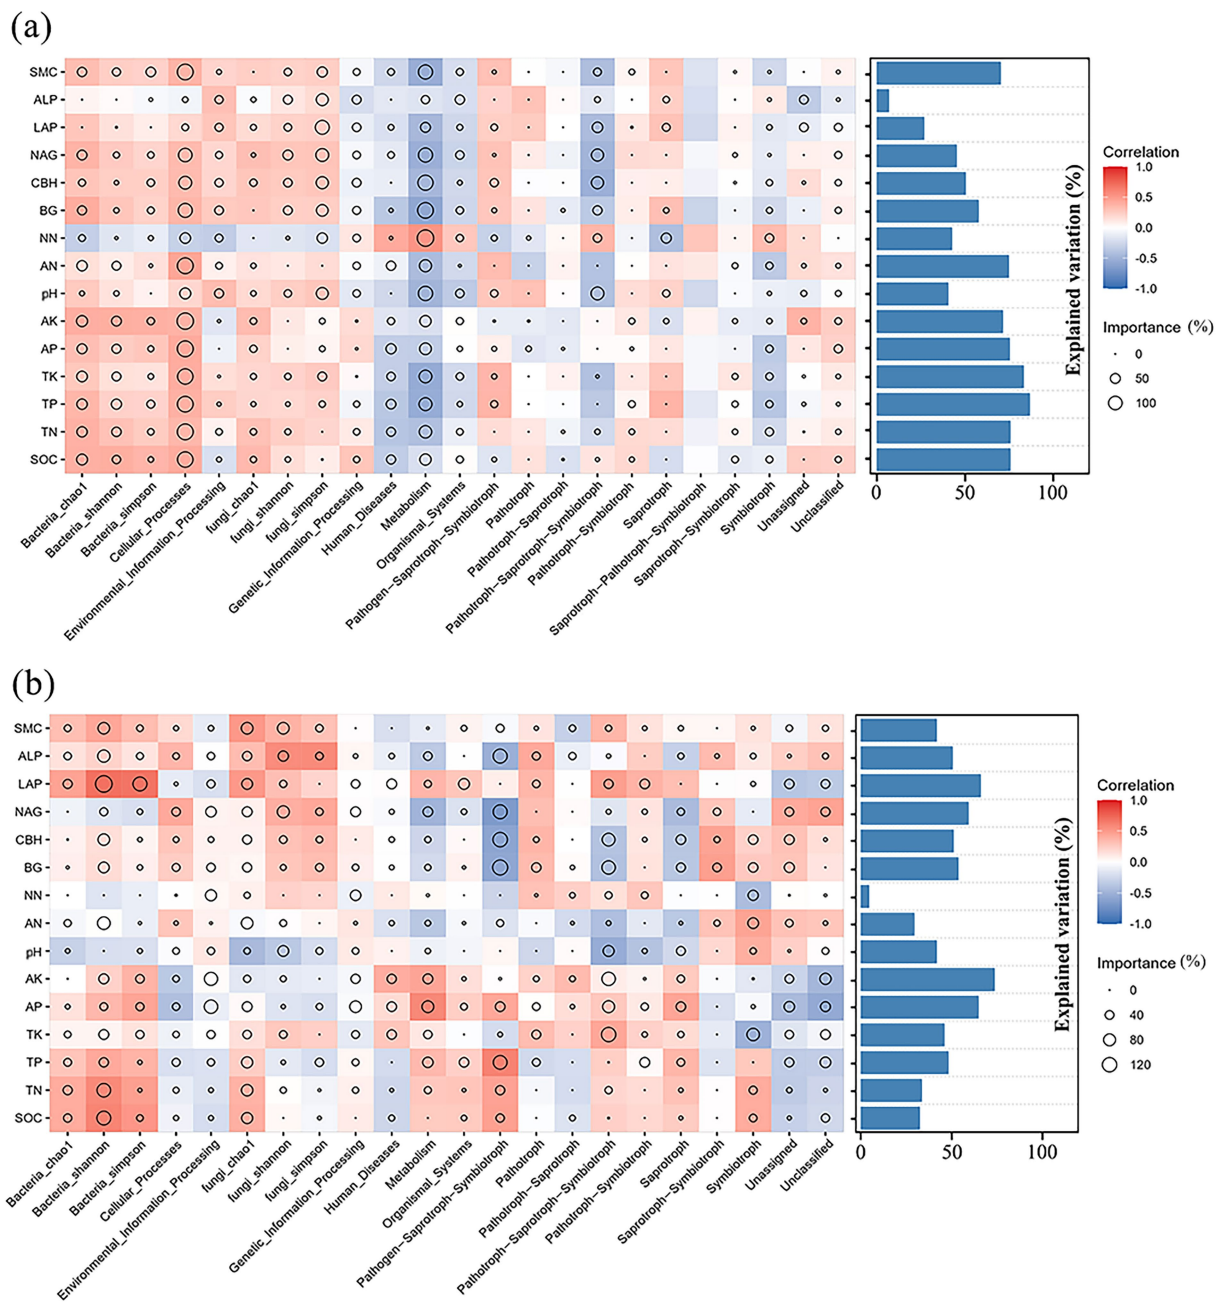 (a)
SMC
ALP
LAP
NAG
CBH
BG
NN
AN
pH
AK
AP
TK
TP
TN
SOC
Bacteria_chao1
Bacteria_shannon
Bacteria_simpson
Cellular_Processes
Environmental_Information_Processing
fungi_chao1
fungi_shannon
fungi_simpson
Genetic_Information_Processing
Human_Diseases
Metabolism
Organismal_Systems
Pathogen−Saprotroph−Symbiotroph
Pathotroph
Pathotroph−Saprotroph
Pathotroph−Saprotroph−Symbiotroph
Pathotroph−Symbiotroph
Saprotroph
Saprotroph−Pathotroph−Symbiotroph
Saprotroph−Symbiotroph
Symbiotroph
Unassigned
Unclassified
0 50 100
Explained variation (%)
Correlation
1.0
0.5
0.0
-0.5
-1.0
Importance (%)
0
50
100
(b)
SMC
ALP
LAP
NAG
CBH
BG
NN
AN
pH
AK
AP
TK
TP
TN
SOC
Bacteria_chao1
Bacteria_shannon
Bacteria_simpson
Cellular_Processes
Environmental_Information_Processing
fungi_chao1
fungi_shannon
fungi_simpson
Genetic_Information_Processing
Human_Diseases
Metabolism
Organismal_Systems
Pathogen−Saprotroph−Symbiotroph
Pathotroph
Pathotroph−Saprotroph
Pathotroph−Saprotroph−Symbiotroph
Pathotroph−Symbiotroph
Saprotroph
Saprotroph−Symbiotroph
Symbiotroph
Unassigned
Unclassified
0 50 100
Explained variation (%)
Correlation
1.0
0.5
0.0
-0.5
-1.0
Importance (%)
0
40
80
120